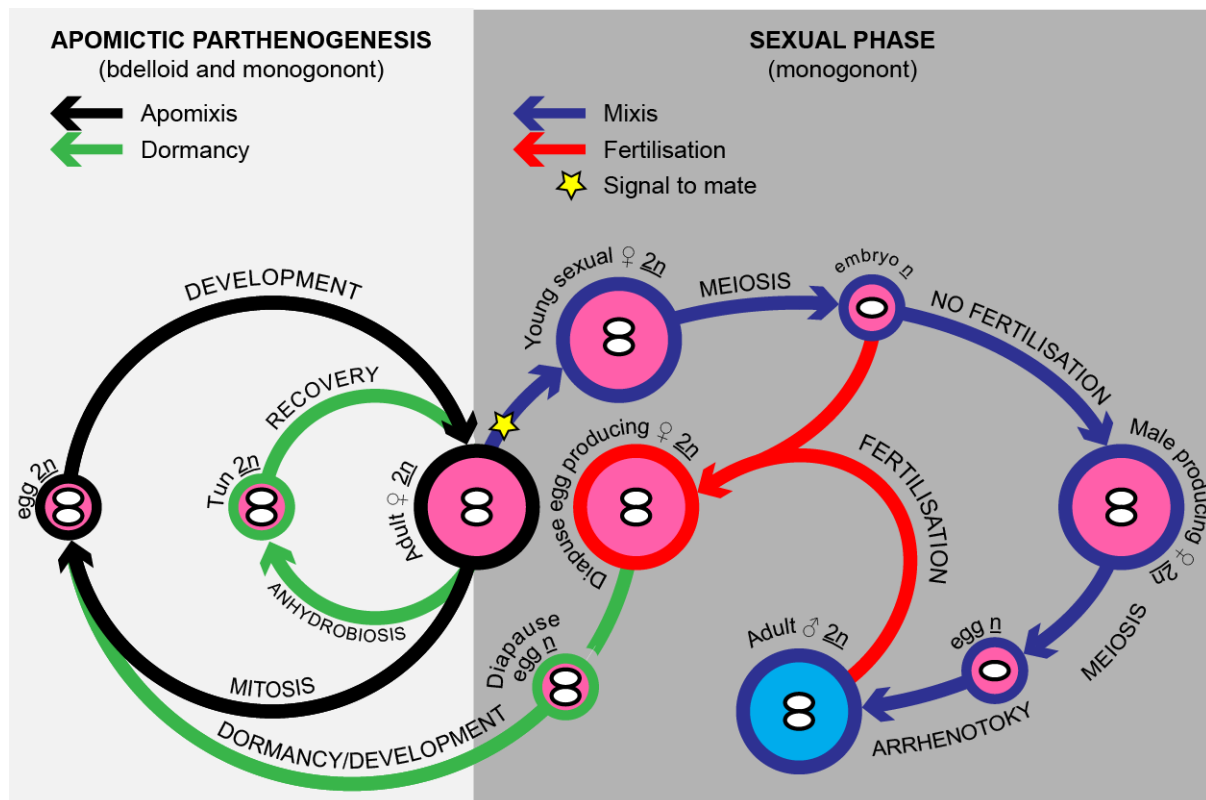 APOMICTIC PARTHENOGENESIS
(bdelloid and monogonont)
Apomixis
Dormancy
SEXUAL PHASE
(monogonont)
Mixis
Fertilisation
Signal to mate
DEVELOPMENT
RECOVERY
egg 2n
Tun 2n
Adult ♀ 2n
ANHYDROBIOSIS
MITOSIS
DORMANCY/DEVELOPMENT
Young sexual ♀ 2n
MEIOSIS
embryo n
NO FERTILISATION
Diapuse egg producing ♀ 2n
FERTILISATION
Male producing ♀ 2n
Diapause
egg n
Adult ♂ 2n
egg n
MEIOSIS
ARRHENOTOKY